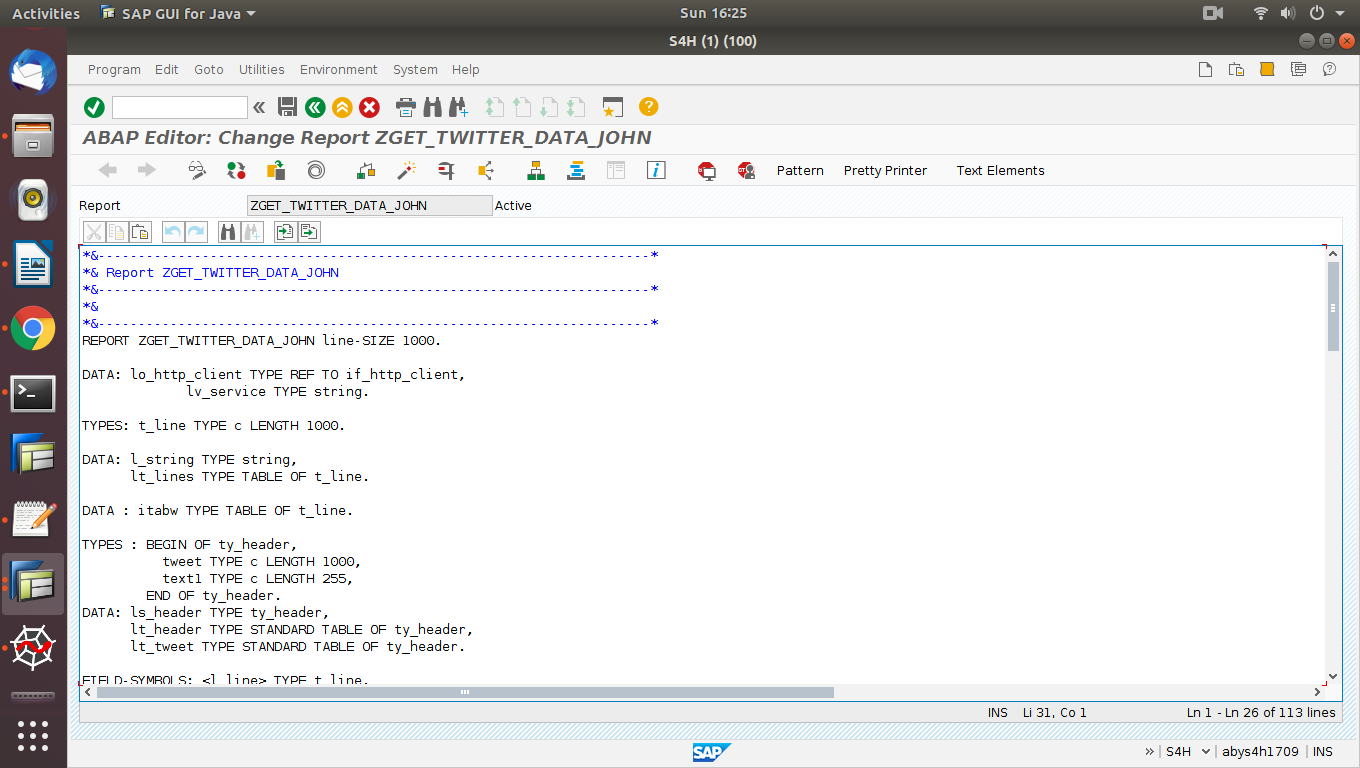 Activities
SAP GUI for Java
Sun 16:25
S4H (1) (100)
Program Edit Goto Utilities Environment System Help
ABAP Editor: Change Report ZGET_TWITTER_DATA_JOHN
Pattern Pretty Printer Text Elements
Report ZGET_TWITTER_DATA_JOHN Active
*&---------------------------------------------------------------------*
*& Report ZGET_TWITTER_DATA_JOHN
*&---------------------------------------------------------------------*
*&
*&---------------------------------------------------------------------*
REPORT ZGET_TWITTER_DATA_JOHN line-SIZE 1000.
DATA: lo_http_client TYPE REF TO if_http_client,
lv_service TYPE string.
TYPES: t_line TYPE c LENGTH 1000.
DATA: l_string TYPE string,
lt_lines TYPE TABLE OF t_line.
DATA : itabw TYPE TABLE OF t_line.
TYPES : BEGIN OF ty_header,
tweet TYPE c LENGTH 1000,
text1 TYPE c LENGTH 255,
END OF ty_header.
DATA: ls_header TYPE ty_header,
lt_header TYPE STANDARD TABLE OF ty_header,
lt_tweet TYPE STANDARD TABLE OF ty_header.
FIELD-SYMBOLS: <l_line> TYPE t_line.
INS Li 31, Co 1 Ln 1 - Ln 26 of 113 lines
SAP
» S4H abys4h1709 INS